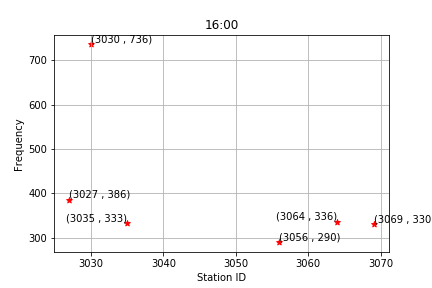 16:00
(3030 , 736)
700
600
500
400
300
(3027 , 386)
(3035 , 333)
(3064 , 336)
(3069 , 330
(3056 , 290)
Frequency
3030
3040
3050
3060
3070
Station ID